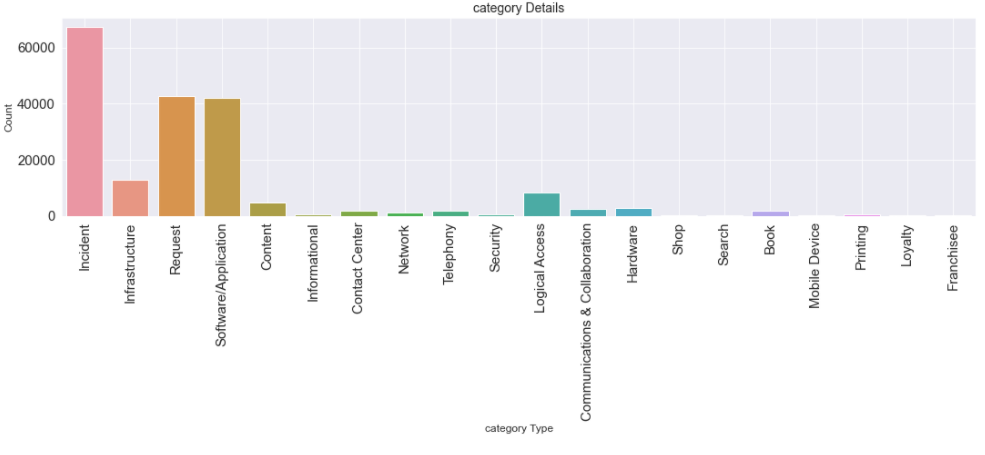 category Details
60000
40000
20000
0
Count
Incident
Infrastructure
Request
Software/Application
Content
Informational
Contact Center
Network
Telephony
Security
Logical Access
Communications & Collaboration
Hardware
Shop
Search
Book
Mobile Device
Printing
Loyalty
Franchisee
category Type